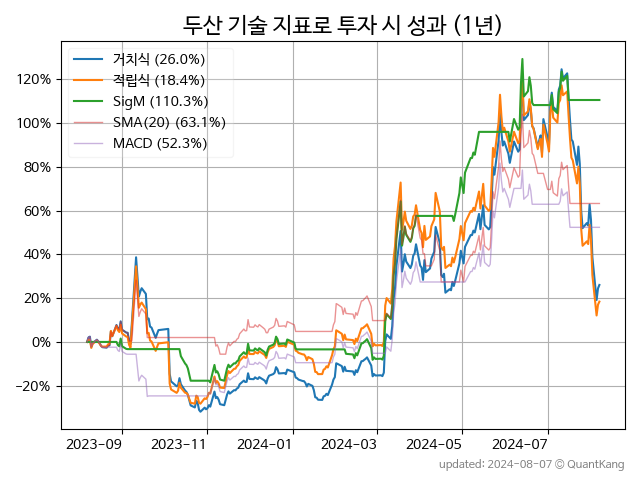 두산 기술 지표로 투자 시 성과 (1년)
거치식 (26.0%)
적립식 (18.4%)
SigM (110.3%)
SMA(20) (63.1%)
MACD (52.3%)
120%
100%
80%
60%
40%
20%
0%
−20%
2023-09 2023-11 2024-01 2024-03 2024-05 2024-07
updated: 2024-08-07 © QuantKang